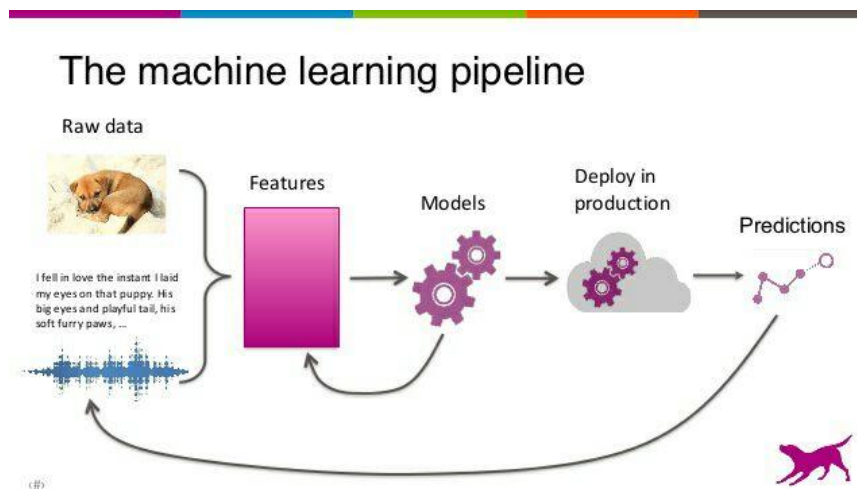 The machine learning pipeline
Raw data
Features
Models
Deploy in
production
Predictions
I fell in love the instant I laid
my eyes on that puppy. His
big eyes and playful tail, his
soft furry paws, ...
‹#›